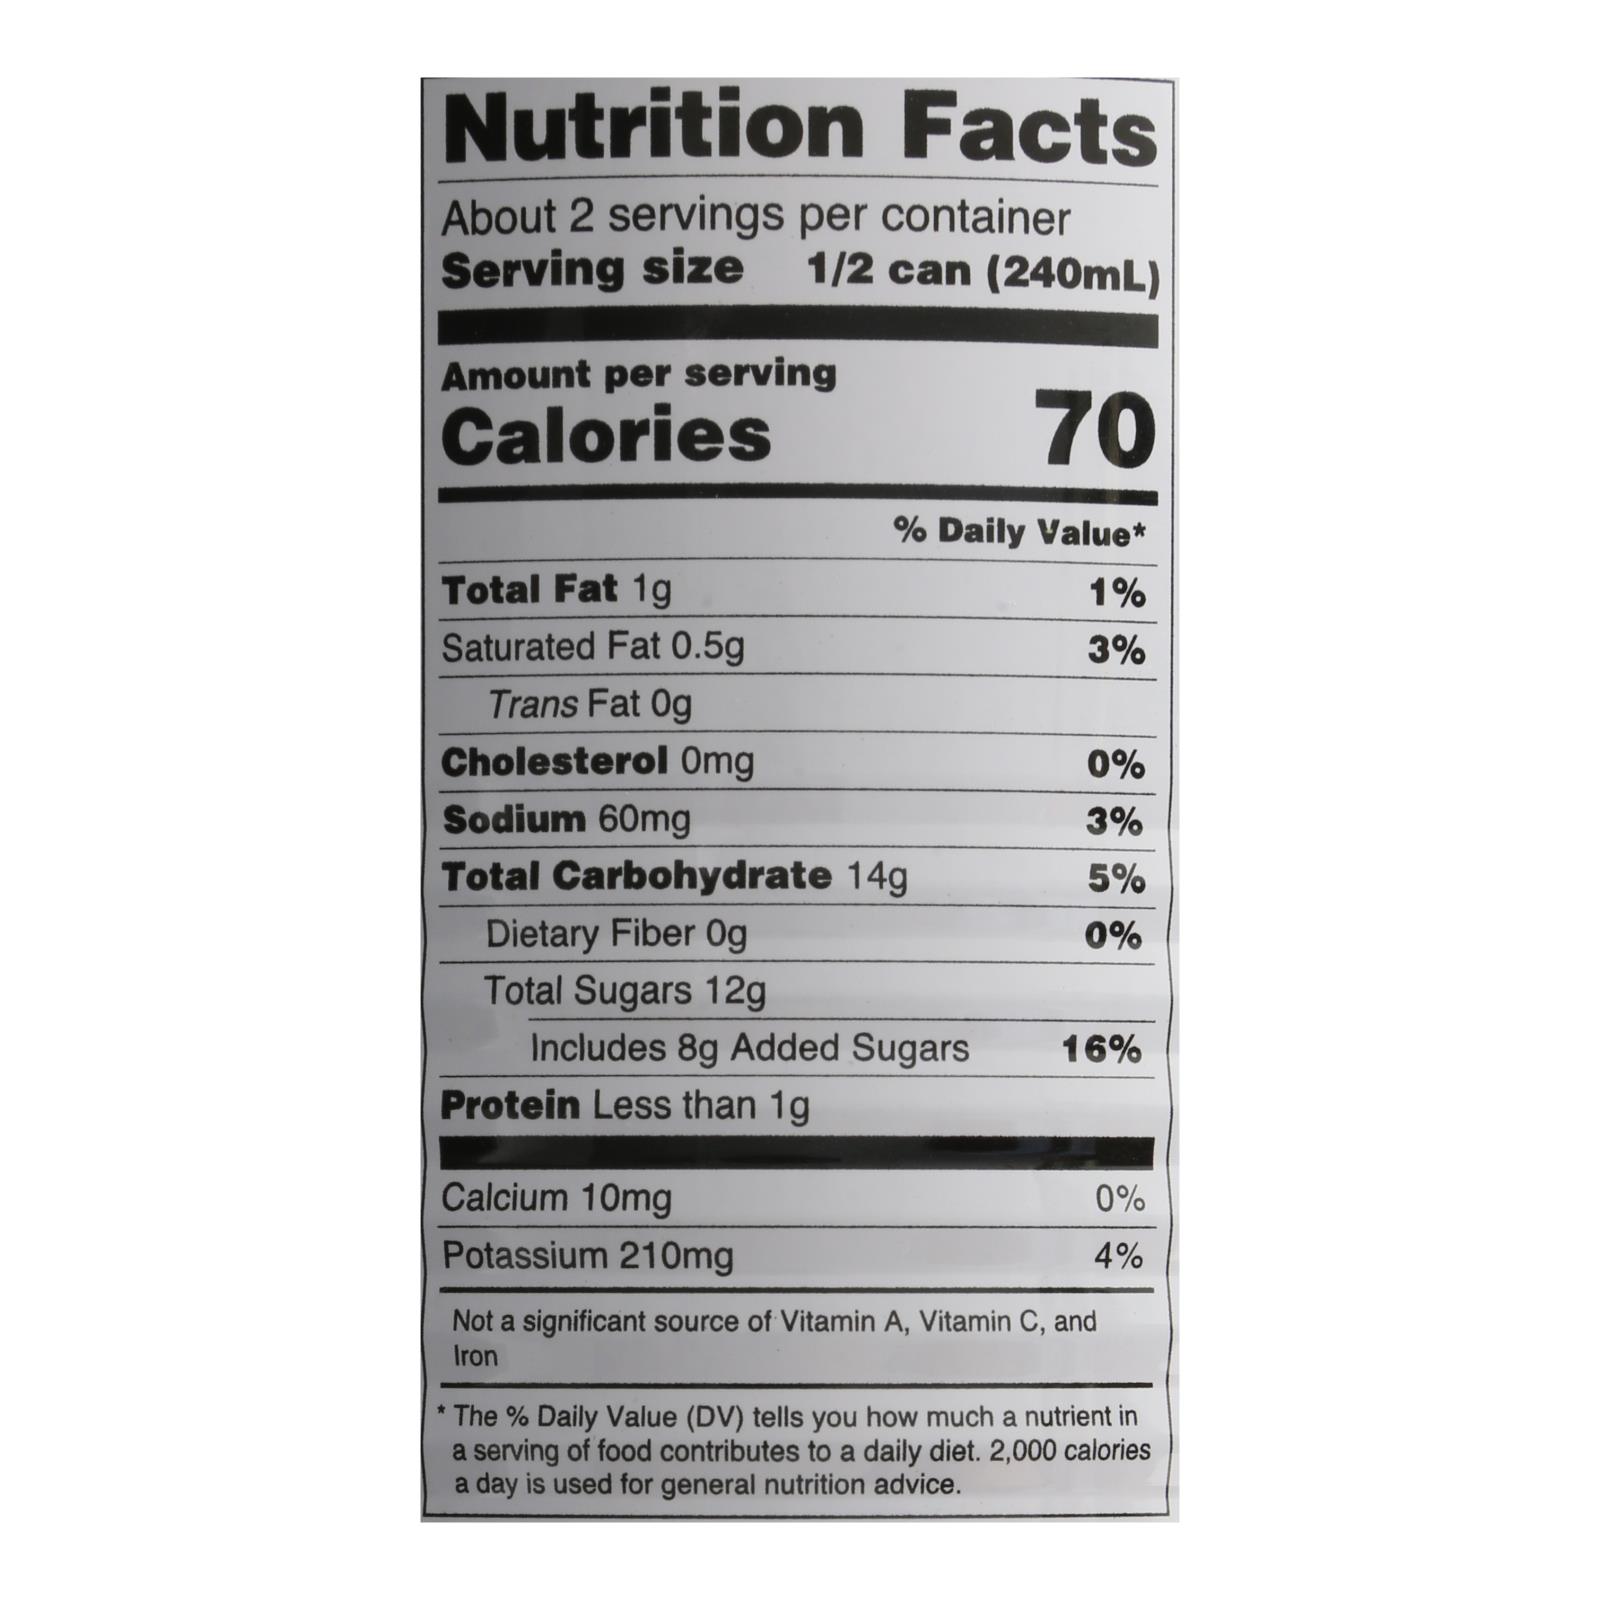 Nutrition Facts
About 2 servings per container
Serving size 1/2 can (240mL)
Amount per serving
Calories 70
% Daily Value*
Total Fat 1g 1%
Saturated Fat 0.5g 3%
Trans Fat 0g
Cholesterol 0mg 0%
Sodium 60mg 3%
Total Carbohydrate 14g 5%
Dietary Fiber 0g 0%
Total Sugars 12g
Includes 8g Added Sugars 16%
Protein Less than 1g
Calcium 10mg 0%
Potassium 210mg 4%
Not a significant source of Vitamin A, Vitamin C, and
Iron
* The % Daily Value (DV) tells you how much a nutrient in
a serving of food contributes to a daily diet. 2,000 calories
a day is used for general nutrition advice.